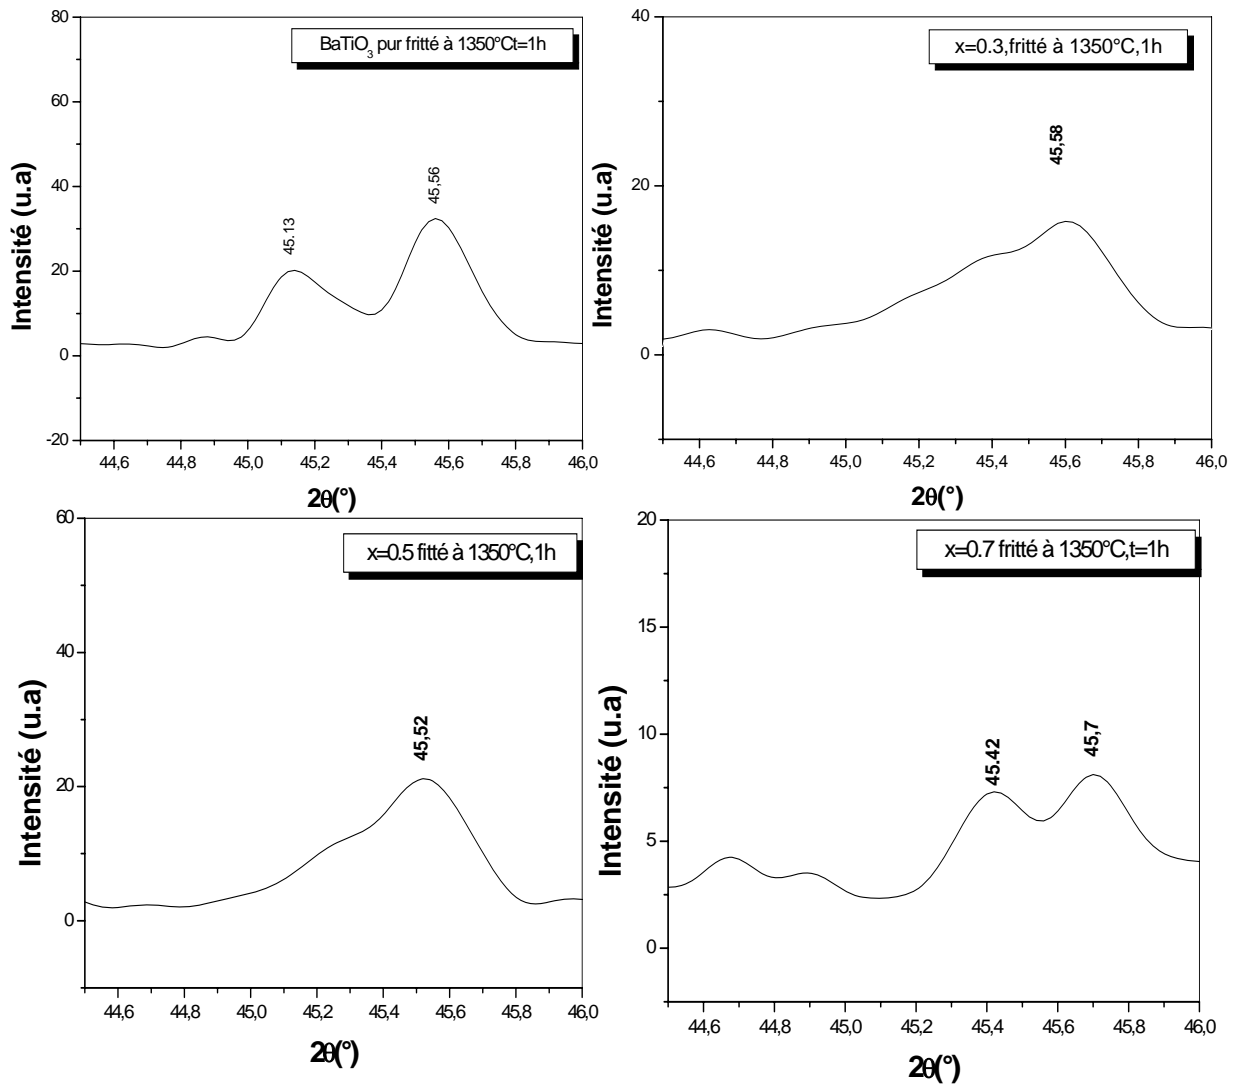 BaTiO3 pur fritté à 1350°Ct=1h
80
60
40
20
0
-20
Intensité (u.a)
45.13
45,56
44,6 44,8 45,0 45,2 45,4 45,6 45,8 46,0
2θ(°)
x=0.3,fritté à 1350°C,1h
40
20
0
Intensité (u.a)
45,58
44,6 44,8 45,0 45,2 45,4 45,6 45,8 46,0
2θ(°)
x=0.5 fitté à 1350°C,1h
60
40
20
0
Intensité (u.a)
45,52
44,6 44,8 45,0 45,2 45,4 45,6 45,8 46,0
2θ(°)
x=0.7 fritté à 1350°C,t=1h
20
15
10
5
0
Intensité (u.a)
45.42
45,7
44,6 44,8 45,0 45,2 45,4 45,6 45,8 46,0
2θ(°)